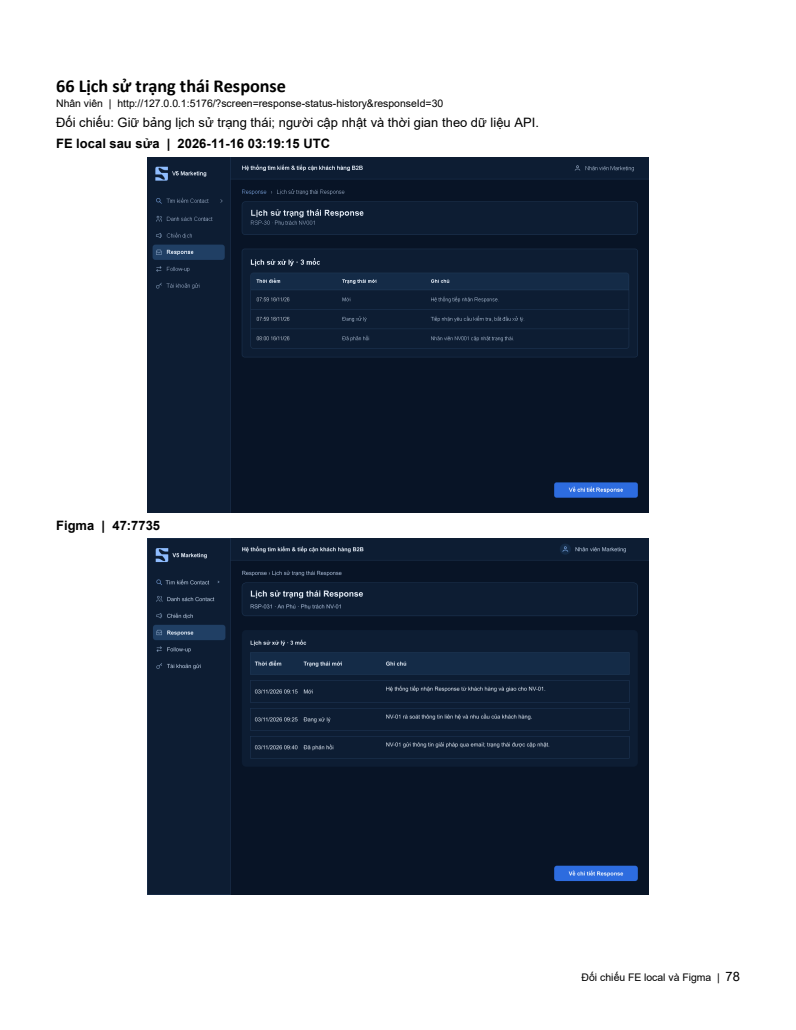 66 Lịch sử trạng thái Response
Nhân viên | http://127.0.0.1:5176/?screen=response-status-history&responseId=30
Đối chiếu: Giữ bảng lịch sử trạng thái; người cập nhật và thời gian theo dữ liệu API.
FE local sau sửa | 2026-11-16 03:19:15 UTC
V5 Marketing
Hệ thống tìm kiếm & tiếp cận khách hàng B2B
Nhân viên Marketing
Tìm kiếm Contact
Danh sách Contact
Chiến dịch
Response
Follow-up
Tài khoản gửi
Response › Lịch sử trạng thái Response
Lịch sử trạng thái Response
RSP-30 · Phụ trách NV001
Lịch sử xử lý · 3 mốc
Thời điểm Trạng thái mới Ghi chú
07:59 16/11/26 Mới Hệ thống tiếp nhận Response.
07:59 16/11/26 Đang xử lý Tiếp nhận yêu cầu kiểm tra, bắt đầu xử lý.
08:00 16/11/26 Đã phản hồi Nhân viên NV001 cập nhật trạng thái.
Về chi tiết Response
Figma | 47:7735
V5 Marketing
Hệ thống tìm kiếm & tiếp cận khách hàng B2B
Nhân viên Marketing
Tìm kiếm Contact
Danh sách Contact
Chiến dịch
Response
Follow-up
Tài khoản gửi
Response › Lịch sử trạng thái Response
Lịch sử trạng thái Response
RSP-031 · An Phú · Phụ trách NV-01
Lịch sử xử lý · 3 mốc
Thời điểm Trạng thái mới Ghi chú
03/11/2026 09:15 Mới Hệ thống tiếp nhận Response từ khách hàng và giao cho NV-01.
03/11/2026 09:25 Đang xử lý NV-01 rà soát thông tin liên hệ và nhu cầu của khách hàng.
03/11/2026 09:40 Đã phản hồi NV-01 gửi thông tin giải pháp qua email; trạng thái được cập nhật.
Về chi tiết Response
Đối chiếu FE local và Figma | 78